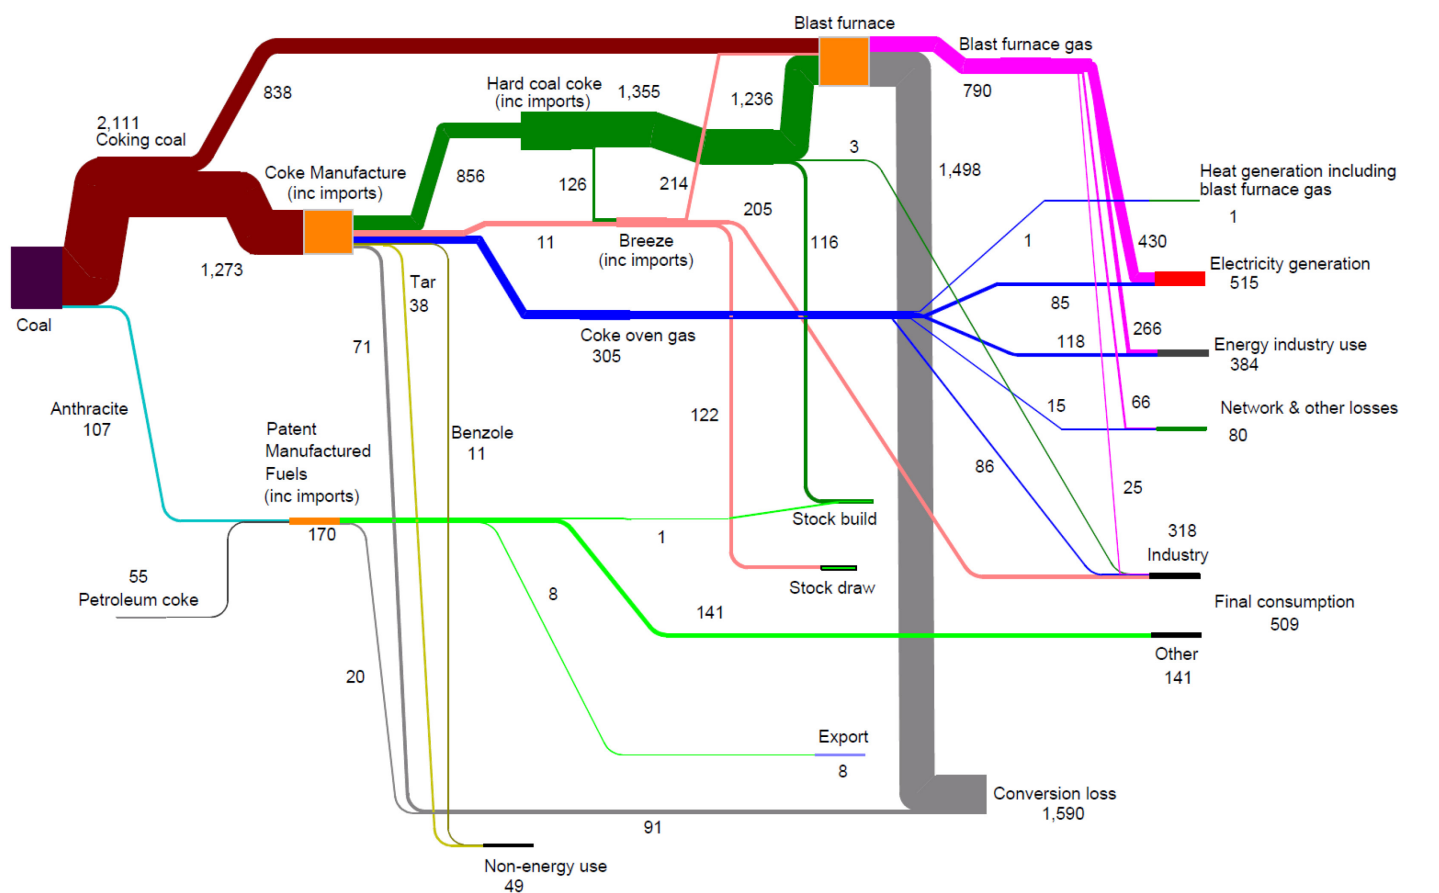 Blast furnace
Blast furnace gas
790
838
Hard coal coke
(inc imports)
1,355
1,236
2,111
Coking coal
3
1,498
Coke Manufacture
(inc imports)
856
126
214
205
Heat generation including
blast furnace gas
1
1
430
11
Breeze
(inc imports)
116
1,273
Tar
38
Electricity generation
515
85
Coal
Coke oven gas
305
71
118
266
Energy industry use
384
Anthracite
107
122
15
66
Network & other losses
80
Patent
Manufactured
Fuels
(inc imports)
170
Benzole
11
86
25
Stock build
1
318
Industry
55
Petroleum coke
Stock draw
8
141
Final consumption
509
Other
141
20
Export
8
Conversion loss
1,590
91
Non-energy use
49